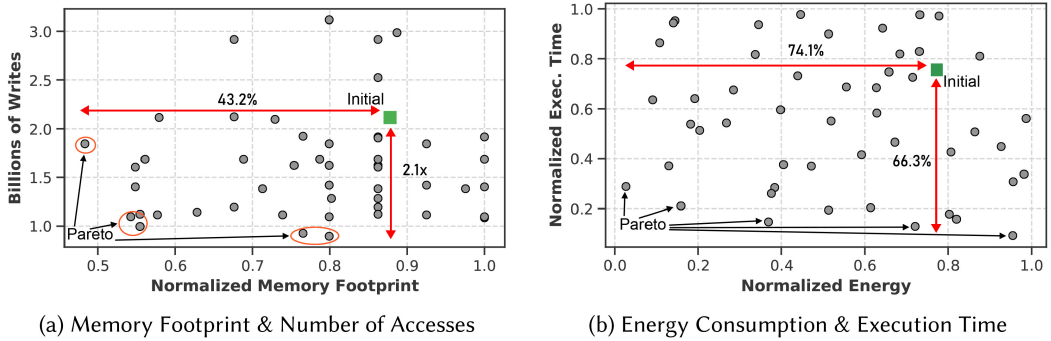 Billions of Writes
3.0
2.5
2.0
1.5
1.0
43.2%
Initial
2.1x
Pareto
0.5
0.6
0.7
0.8
0.9
1.0
Normalized Memory Footprint
(a) Memory Footprint & Number of Accesses
Normalized Exec. Time
1.0
0.8
0.6
0.4
0.2
74.1%
Initial
66.3%
Pareto
0.0
0.2
0.4
0.6
0.8
1.0
Normalized Energy
(b) Energy Consumption & Execution Time